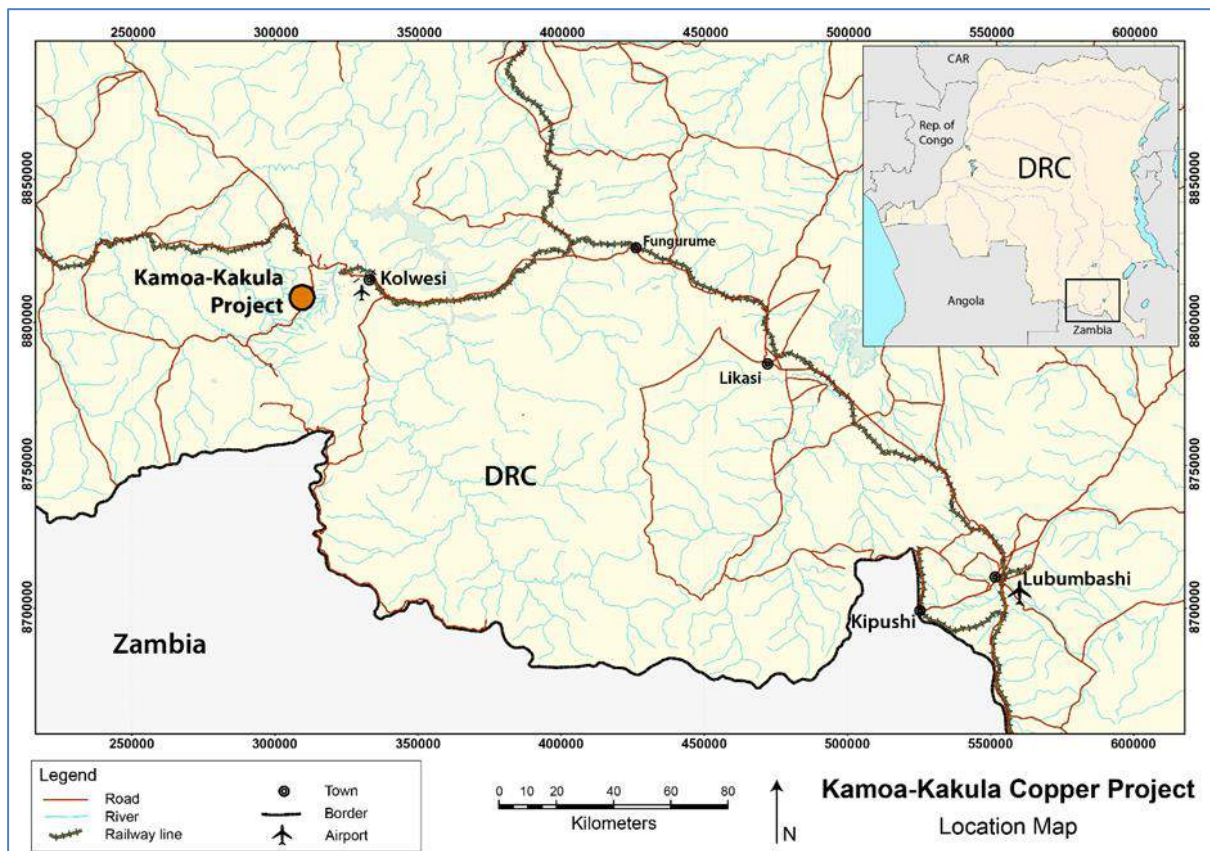 250000 300000 350000 400000 450000 500000 550000 600000
8850000
8800000
8750000
8700000
8850000
8800000
8750000
8700000
CAR
Rep. of
Congo
DRC
Angola
Zambia
Fungurume
Kamoa-Kakula
Project
Kolwesi
Likasi
DRC
Lubumbashi
Kipushi
Zambia
250000 300000 350000 400000 450000 500000 550000 600000
Legend
Road
River
Railway line
Town
Border
Airport
0 10 20 40 60 80
Kilometers
N
Kamoa-Kakula Copper Project
Location Map